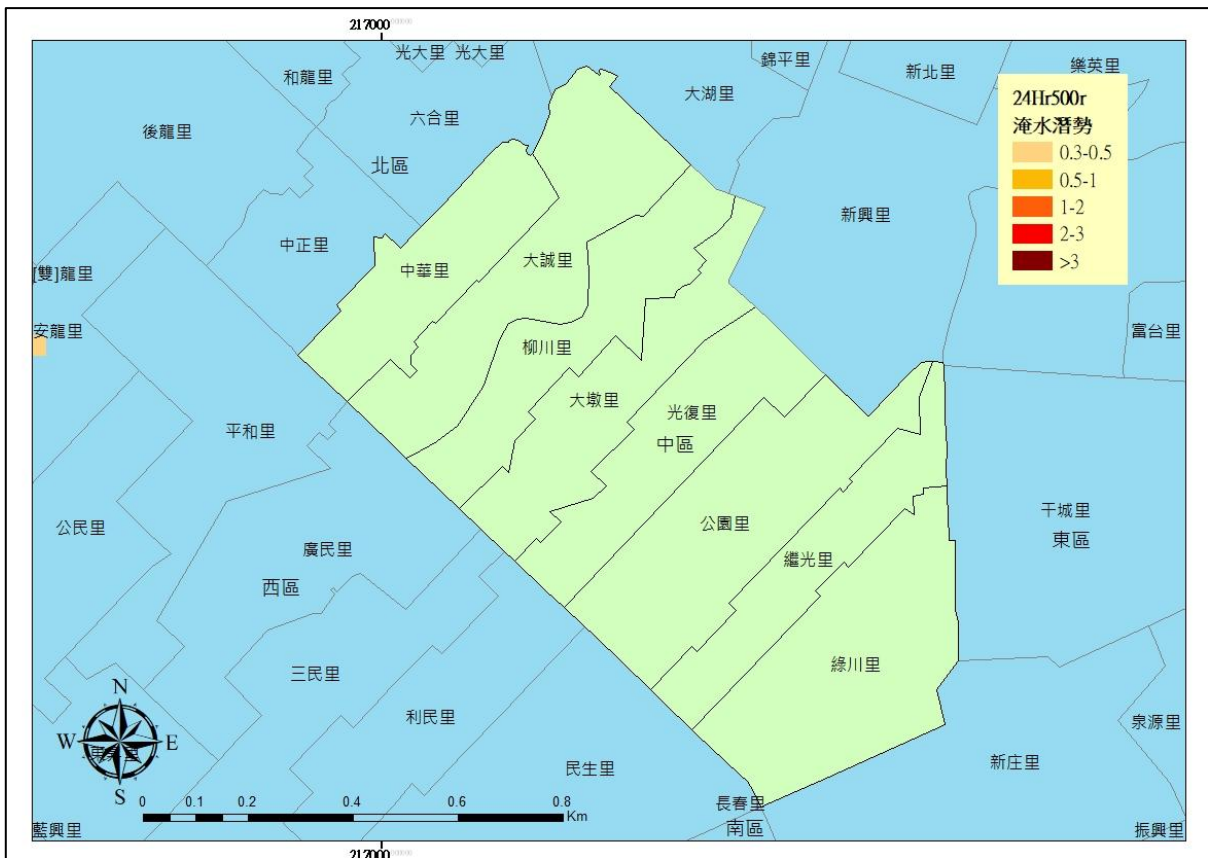 217000
光大里 光大里
錦平里
樂英里
和龍里
新北里
大湖里
24Hr500r
淹水潛勢
0.3-0.5
0.5-1
1-2
2-3
>3
六合里
後龍里
北區
新興里
中正里
中華里
大誠里
[雙]龍里
安龍里
富台里
柳川里
大墩里
光復里
平和里
中區
公民里
公園里
干城里
東區
廣民里
繼光里
西區
三民里
綠川里
利民里
泉源里
N
W
E
S
新庄里
民生里
0 0.1 0.2 0.4 0.6 0.8
Km
長春里
南區
藍興里
振興里
217000